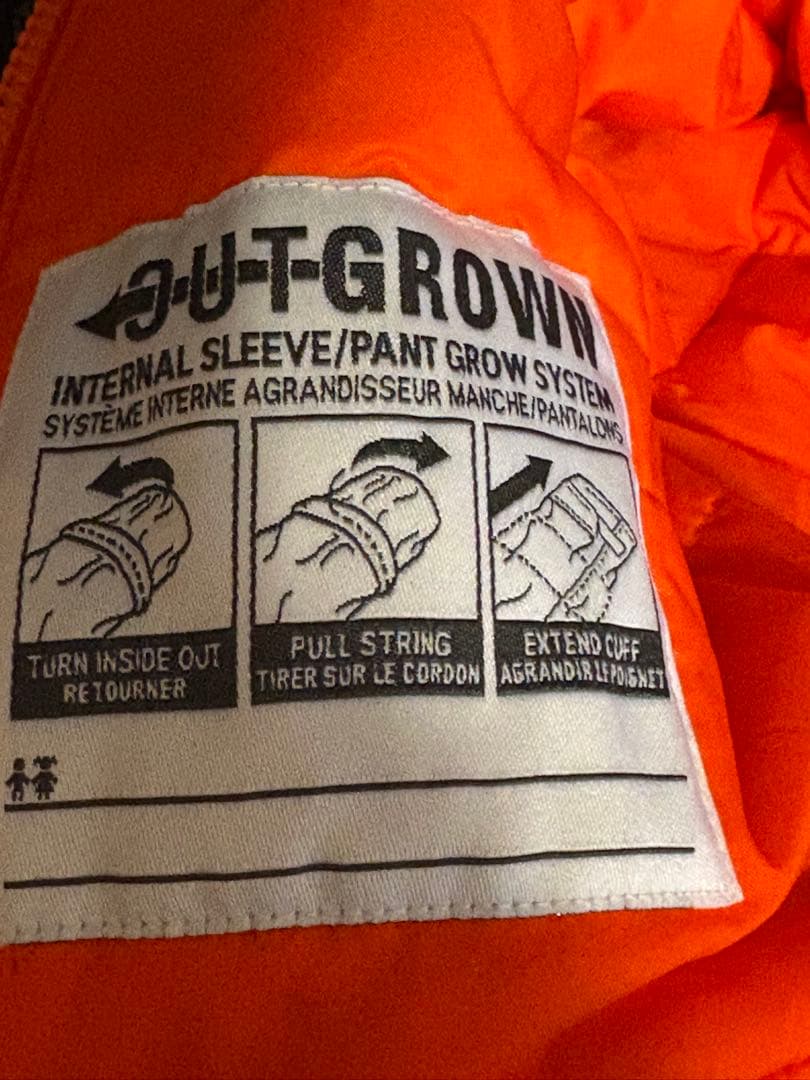 OUTGROWN
INTERNAL SLEEVE/PANT GROW SYSTEM
SYSTÈME INTERNE AGRANDISSEUR MANCHE/PANTALONS
TURN INSIDE OUT
RETOURNER
PULL STRING
TIRER SUR LE CORDON
EXTEND CUFF
AGRANDIR LE POIGNET